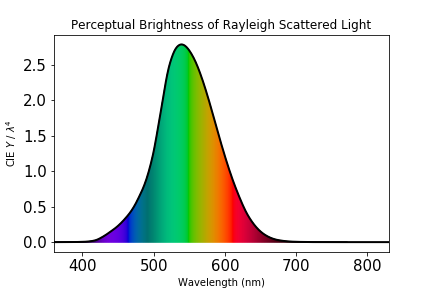 Perceptual Brightness of Rayleigh Scattered Light
CIE Y / λ⁴
2.5
2.0
1.5
1.0
0.5
0.0
400 500 600 700 800
Wavelength (nm)